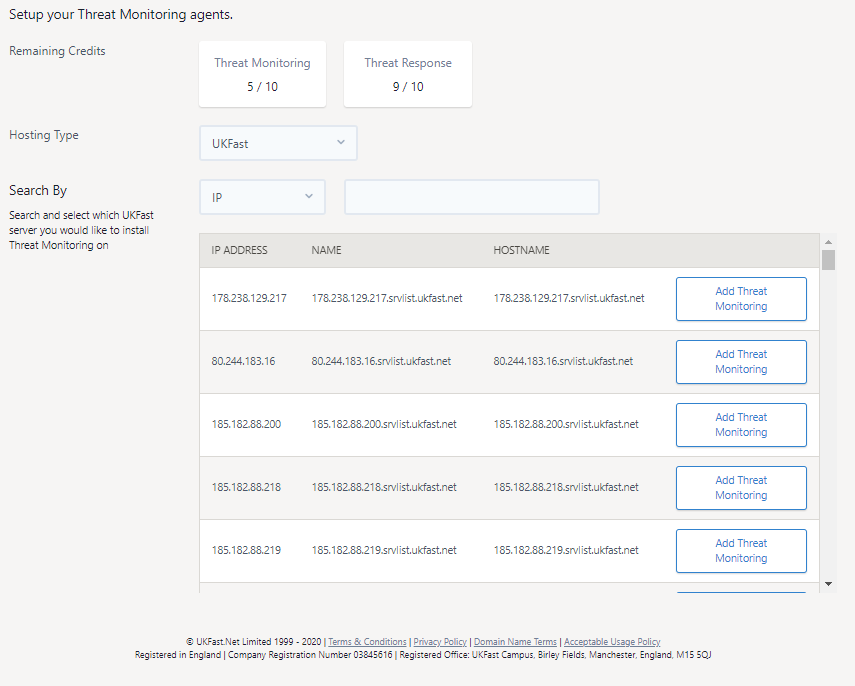 Setup your Threat Monitoring agents.
Remaining Credits
Threat Monitoring
5 / 10
Threat Response
9 / 10
Hosting Type
UKFast
Search By
Search and select which UKFast
server you would like to install
Threat Monitoring on
IP
IP ADDRESS NAME HOSTNAME
178.238.129.217 178.238.129.217.srvlist.ukfast.net 178.238.129.217.srvlist.ukfast.net Add Threat
Monitoring
80.244.183.16 80.244.183.16.srvlist.ukfast.net 80.244.183.16.srvlist.ukfast.net Add Threat
Monitoring
185.182.88.200 185.182.88.200.srvlist.ukfast.net 185.182.88.200.srvlist.ukfast.net Add Threat
Monitoring
185.182.88.218 185.182.88.218.srvlist.ukfast.net 185.182.88.218.srvlist.ukfast.net Add Threat
Monitoring
185.182.88.219 185.182.88.219.srvlist.ukfast.net 185.182.88.219.srvlist.ukfast.net Add Threat
Monitoring
© UKFast.Net Limited 1999 - 2020 | Terms & Conditions | Privacy Policy | Domain Name Terms | Acceptable Usage Policy
Registered in England | Company Registration Number 03845616 | Registered Office: UKFast Campus, Birley Fields, Manchester, England, M15 5QJ